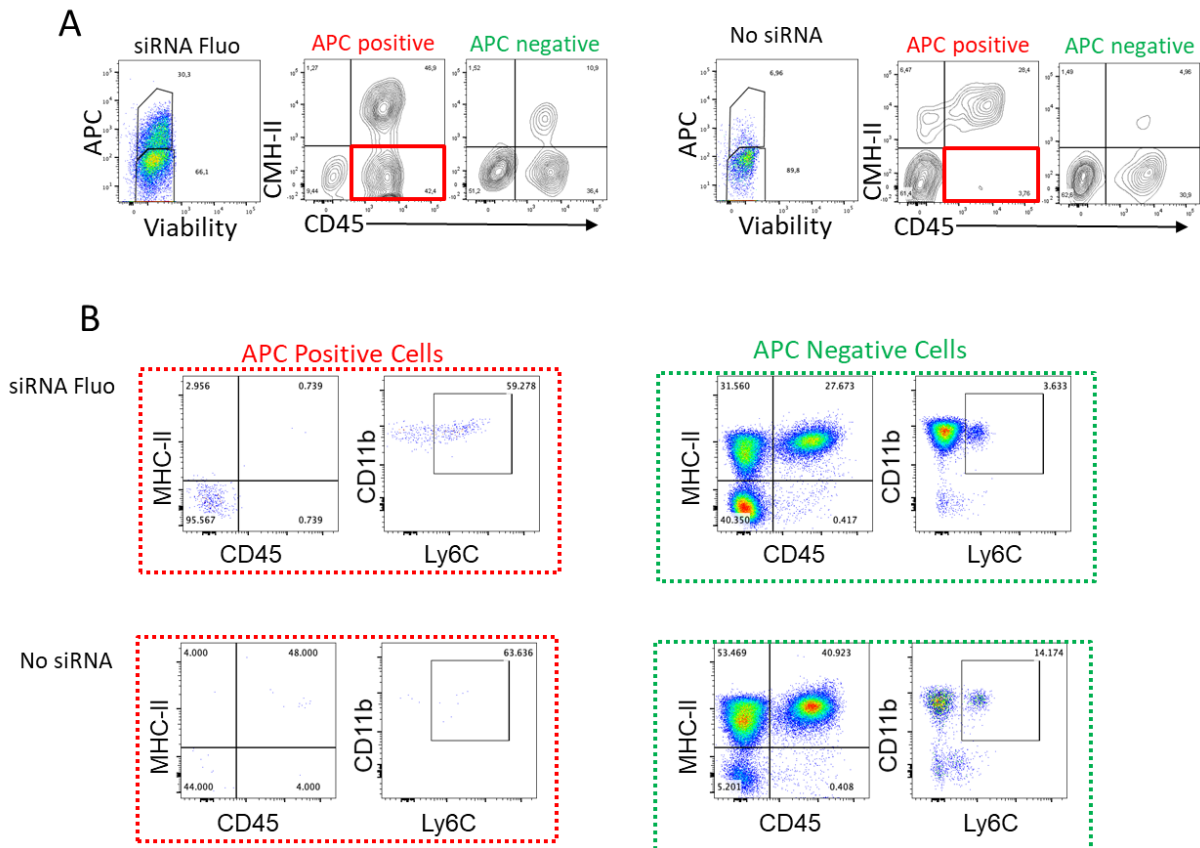 A
siRNA Fluo
APC positive
APC negative
No siRNA
APC positive
APC negative
30,3
66,1
APC
Viability
1,27
46,9
9,44
42,4
CMH-II
CD45
1,52
10,9
51,2
36,4
6,96
89,8
APC
Viability
6,47
28,4
61,4
3,76
CMH-II
CD45
1,49
4,96
62,6
30,9
B
APC Positive Cells
APC Negative Cells
siRNA Fluo
2.956
0.739
95.567
0.739
MHC-II
CD45
59.278
CD11b
Ly6C
31.560
27.673
40.350
0.417
MHC-II
CD45
3.633
CD11b
Ly6C
No siRNA
4.000
48.000
44.000
4.000
MHC-II
CD45
63.636
CD11b
Ly6C
53.469
40.923
5.201
0.408
MHC-II
CD45
14.174
CD11b
Ly6C